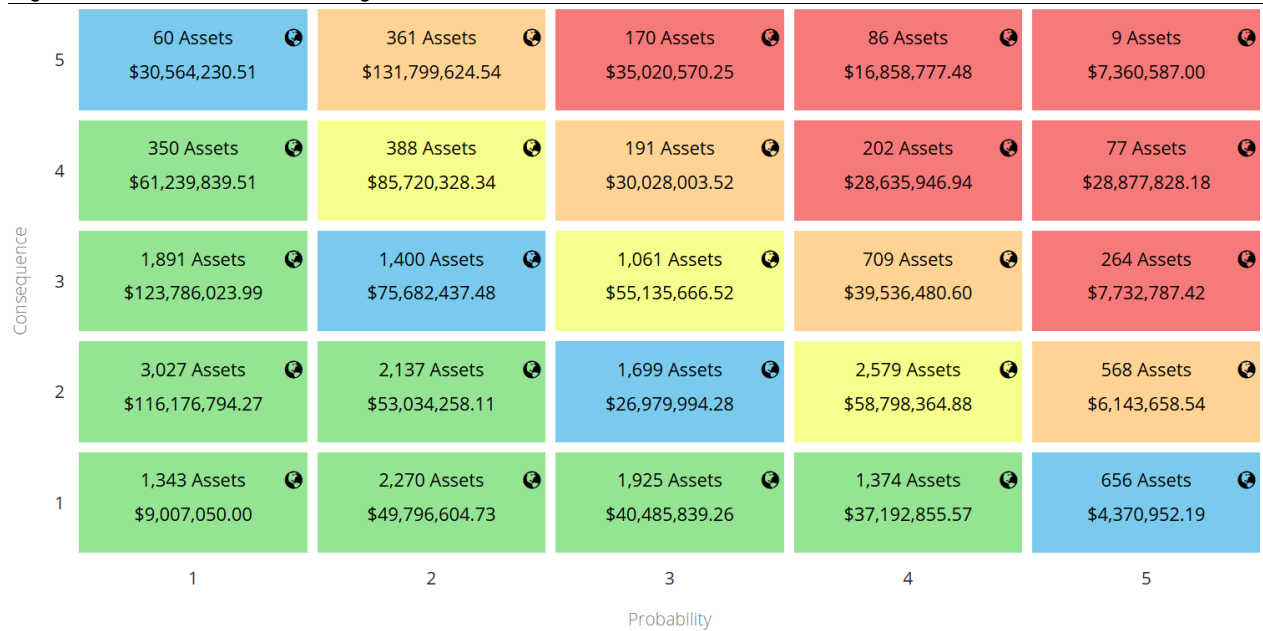 60 Assets
$30,564,230.51
361 Assets
$131,799,624.54
170 Assets
$35,020,570.25
86 Assets
$16,858,777.48
9 Assets
$7,360,587.00
5
350 Assets
$61,239,839.51
388 Assets
$85,720,328.34
191 Assets
$30,028,003.52
202 Assets
$28,635,946.94
77 Assets
$28,877,828.18
4
1,891 Assets
$123,786,023.99
1,400 Assets
$75,682,437.48
1,061 Assets
$55,135,666.52
709 Assets
$39,536,480.60
264 Assets
$7,732,787.42
3
Consequence
3,027 Assets
$116,176,794.27
2,137 Assets
$53,034,258.11
1,699 Assets
$26,979,994.28
2,579 Assets
$58,798,364.88
568 Assets
$6,143,658.54
2
1,343 Assets
$9,007,050.00
2,270 Assets
$49,796,604.73
1,925 Assets
$40,485,839.26
1,374 Assets
$37,192,855.57
656 Assets
$4,370,952.19
1
1
2
3
4
5
Probability